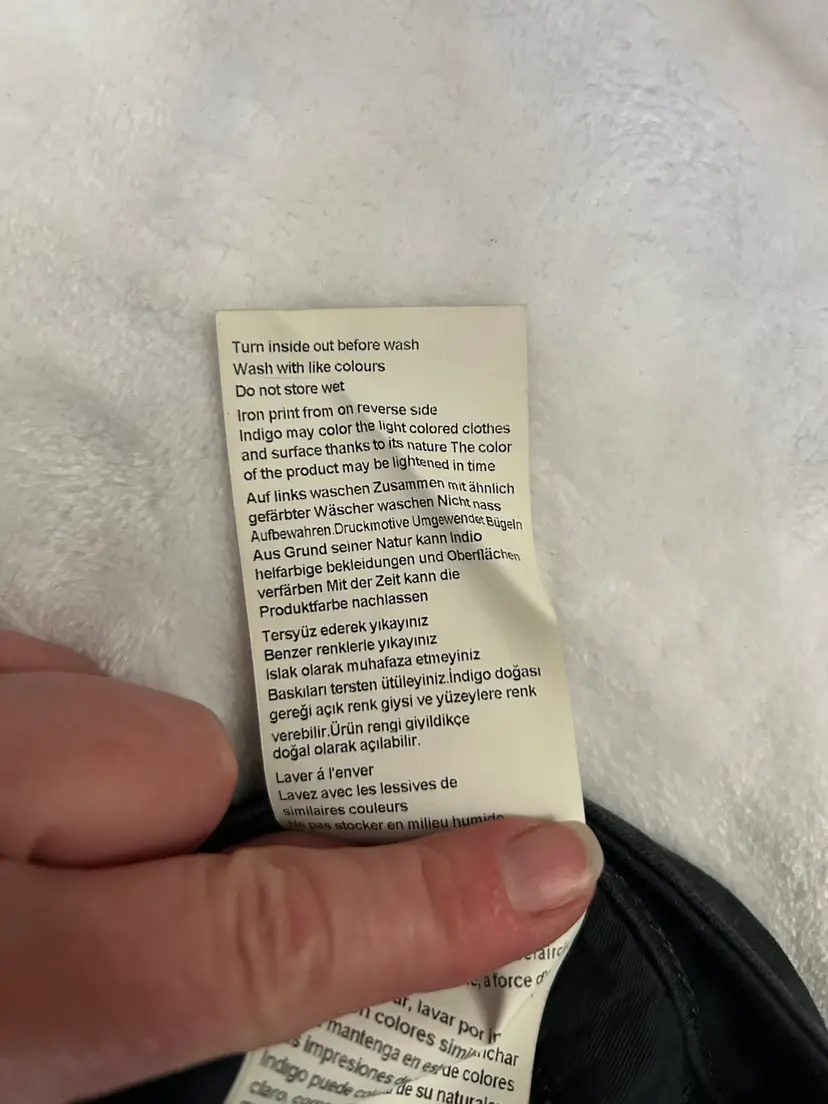 Turn inside out before wash
Wash with like colours
Do not store wet
Iron print from on reverse side
Indigo may color the light colored clothes
and surface thanks to its nature The color
of the product may be lightened in time
Auf links waschen Zusammen mit ähnlich
gefärbter Wäscher waschen Nicht nass
Aufbewahren.Druckmotive Umgewendet Bügeln
Aus Grund seiner Natur kann Indio
helfarbige bekleidungen und Oberflächen
verfärben Mit der Zeit kann die
Produktfarbe nachlassen
Tersyüz ederek yıkayınız
Benzer renklerle yıkayınız
Islak olarak muhafaza etmeyiniz
Baskıları tersten ütüleyiniz.İndigo doğası
gereği açık renk giysi ve yüzeylere renk
verebilir.Ürün rengi giyildikçe
doğal olarak açılabilir.
Laver á l'enver
Lavez avec les lessives de
similaires couleurs
Ne pas stocker en milieu humide
a force
lavar por
colores
mantenga en de colores
impresiones de su
Indigo puede
claro,